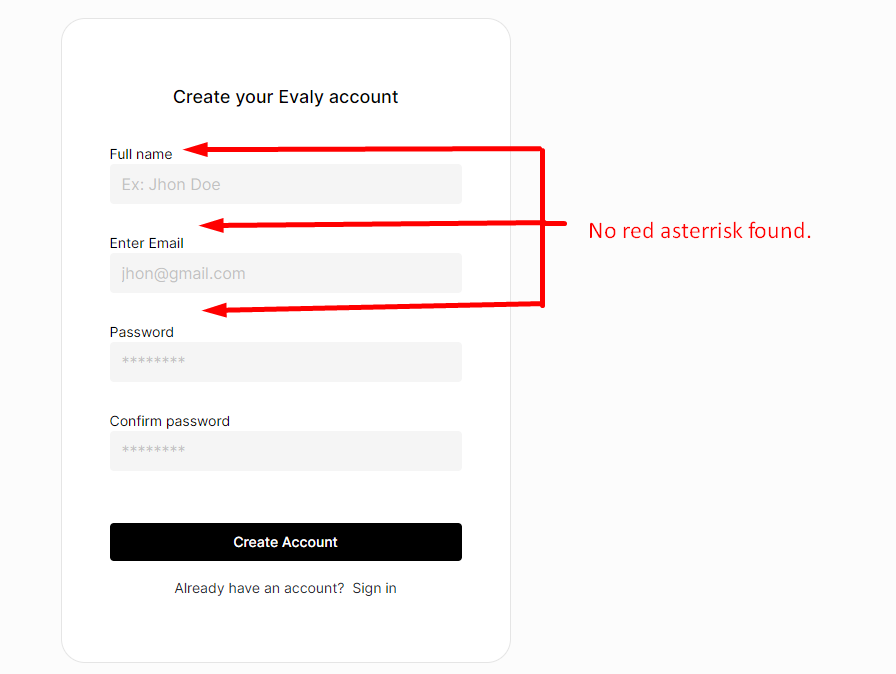 Create your Evaly account
Full name
Ex: Jhon Doe
No red asterrisk found.
Enter Email
jhon@gmail.com
Password
********
Confirm password
********
Create Account
Already have an account? Sign in